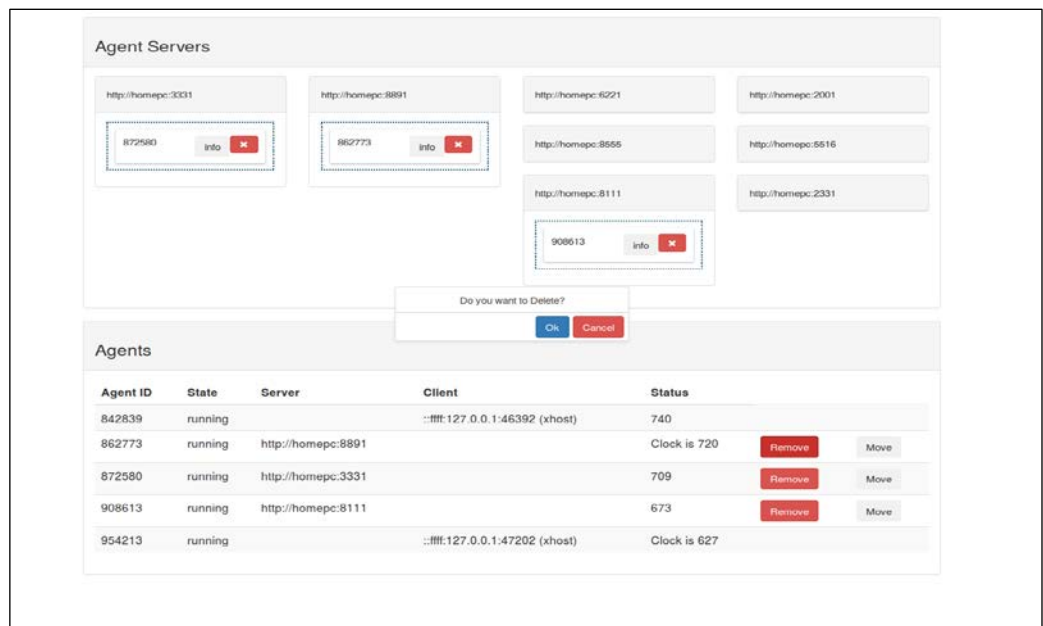 Agent Servers
http://homepc:3331
http://homepc:8891
http://homepc:6221
http://homepc:2001
872580 info
862773 info
http://homepc:8555
http://homepc:5516
http://homepc:8111
http://homepc:2331
908613 info
Do you want to Delete?
Ok Cancel
Agents
Agent ID State Server Client Status
842839 running ::ffff:127.0.0.1:46392 (xhost) 740
862773 running http://homepc:8891 Clock is 720 Remove Move
872580 running http://homepc:3331 709 Remove Move
908613 running http://homepc:8111 673 Remove Move
954213 running ::ffff:127.0.0.1:47202 (xhost) Clock is 627